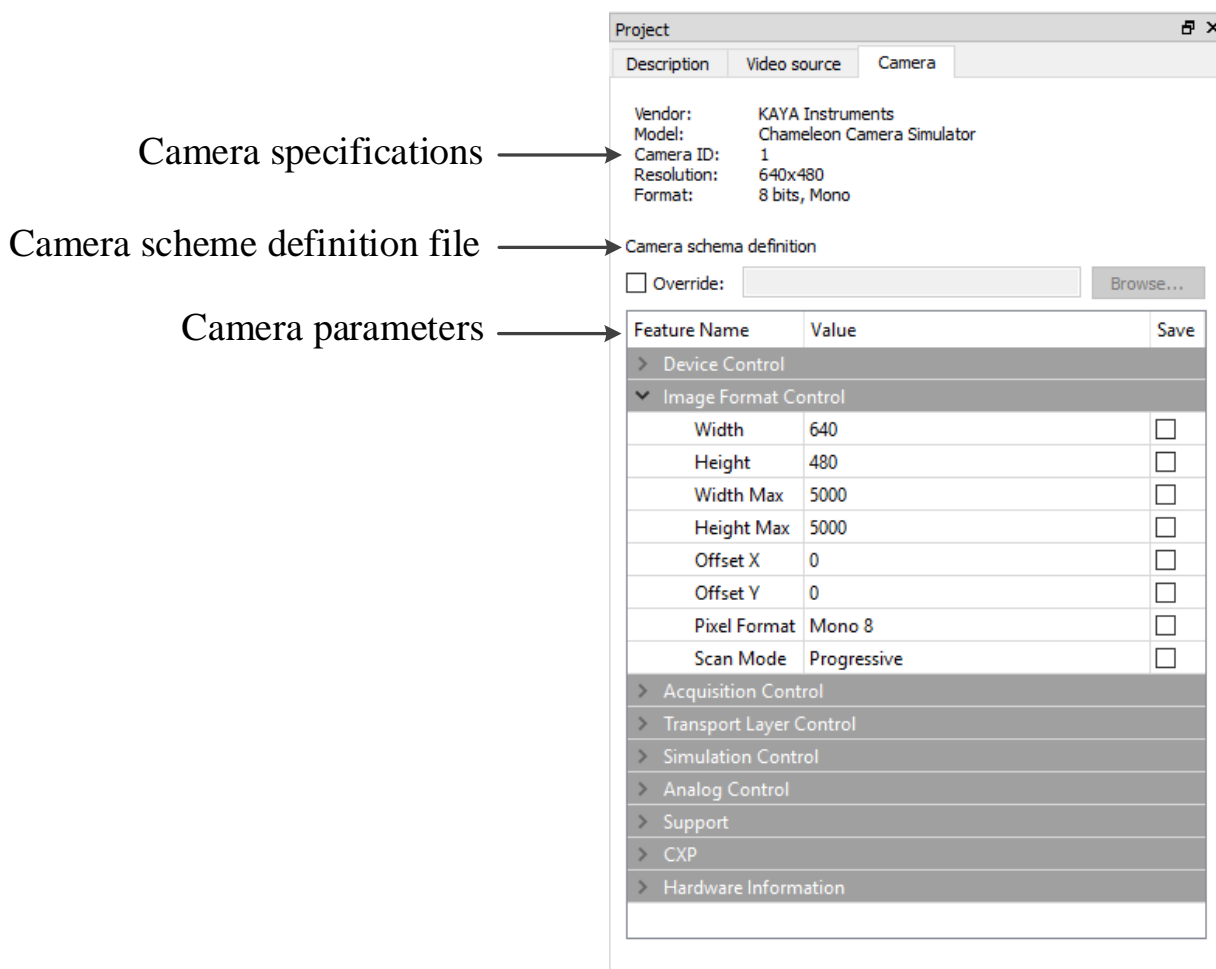 Project
Description Video source Camera
Vendor: KAYA Instruments
Model: Chameleon Camera Simulator
Camera specifications
Camera ID: 1
Resolution: 640x480
Format: 8 bits, Mono
Camera scheme definition file
Camera schema definition
Override: Browse...
Camera parameters
Feature Name Value Save
Device Control
Image Format Control
Width 640
Height 480
Width Max 5000
Height Max 5000
Offset X 0
Offset Y 0
Pixel Format Mono 8
Scan Mode Progressive
Acquisition Control
Transport Layer Control
Simulation Control
Analog Control
Support
CXP
Hardware Information